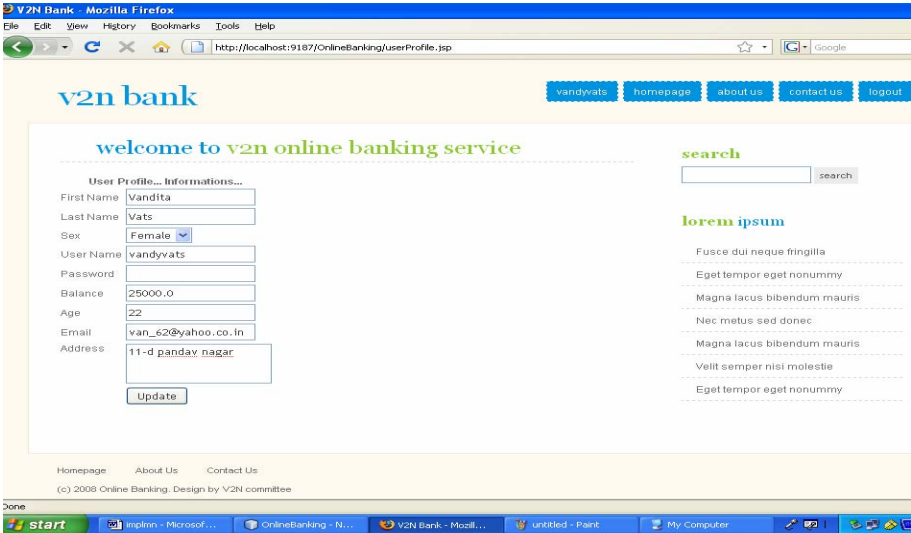 V2N Bank - Mozilla Firefox
File Edit View History Bookmarks Tools Help
http://localhost:9187/OnlineBanking/userProfile.jsp
G Google
v2n bank
vandyvats homepage about us contact us logout
welcome to v2n online banking service
User Profile... Informations...
First Name Vandita
Last Name Vats
Sex Female
User Name vandyvats
Password
Balance 25000.0
Age 22
Email van_62@yahoo.co.in
Address 11-d pandav nagar
Update
search
search
lorem ipsum
Fusce dui neque fringilla
Eget tempor eget nonummy
Magna lacus bibendum mauris
Nec metus sed donec
Magna lacus bibendum mauris
Velit semper nisi molestie
Eget tempor eget nonummy
Homepage About Us Contact Us
(c) 2008 Online Banking. Design by V2N committee
Done
start implmn - Microsof... OnlineBanking - N... V2N Bank - Mozill... untitled - Paint My Computer